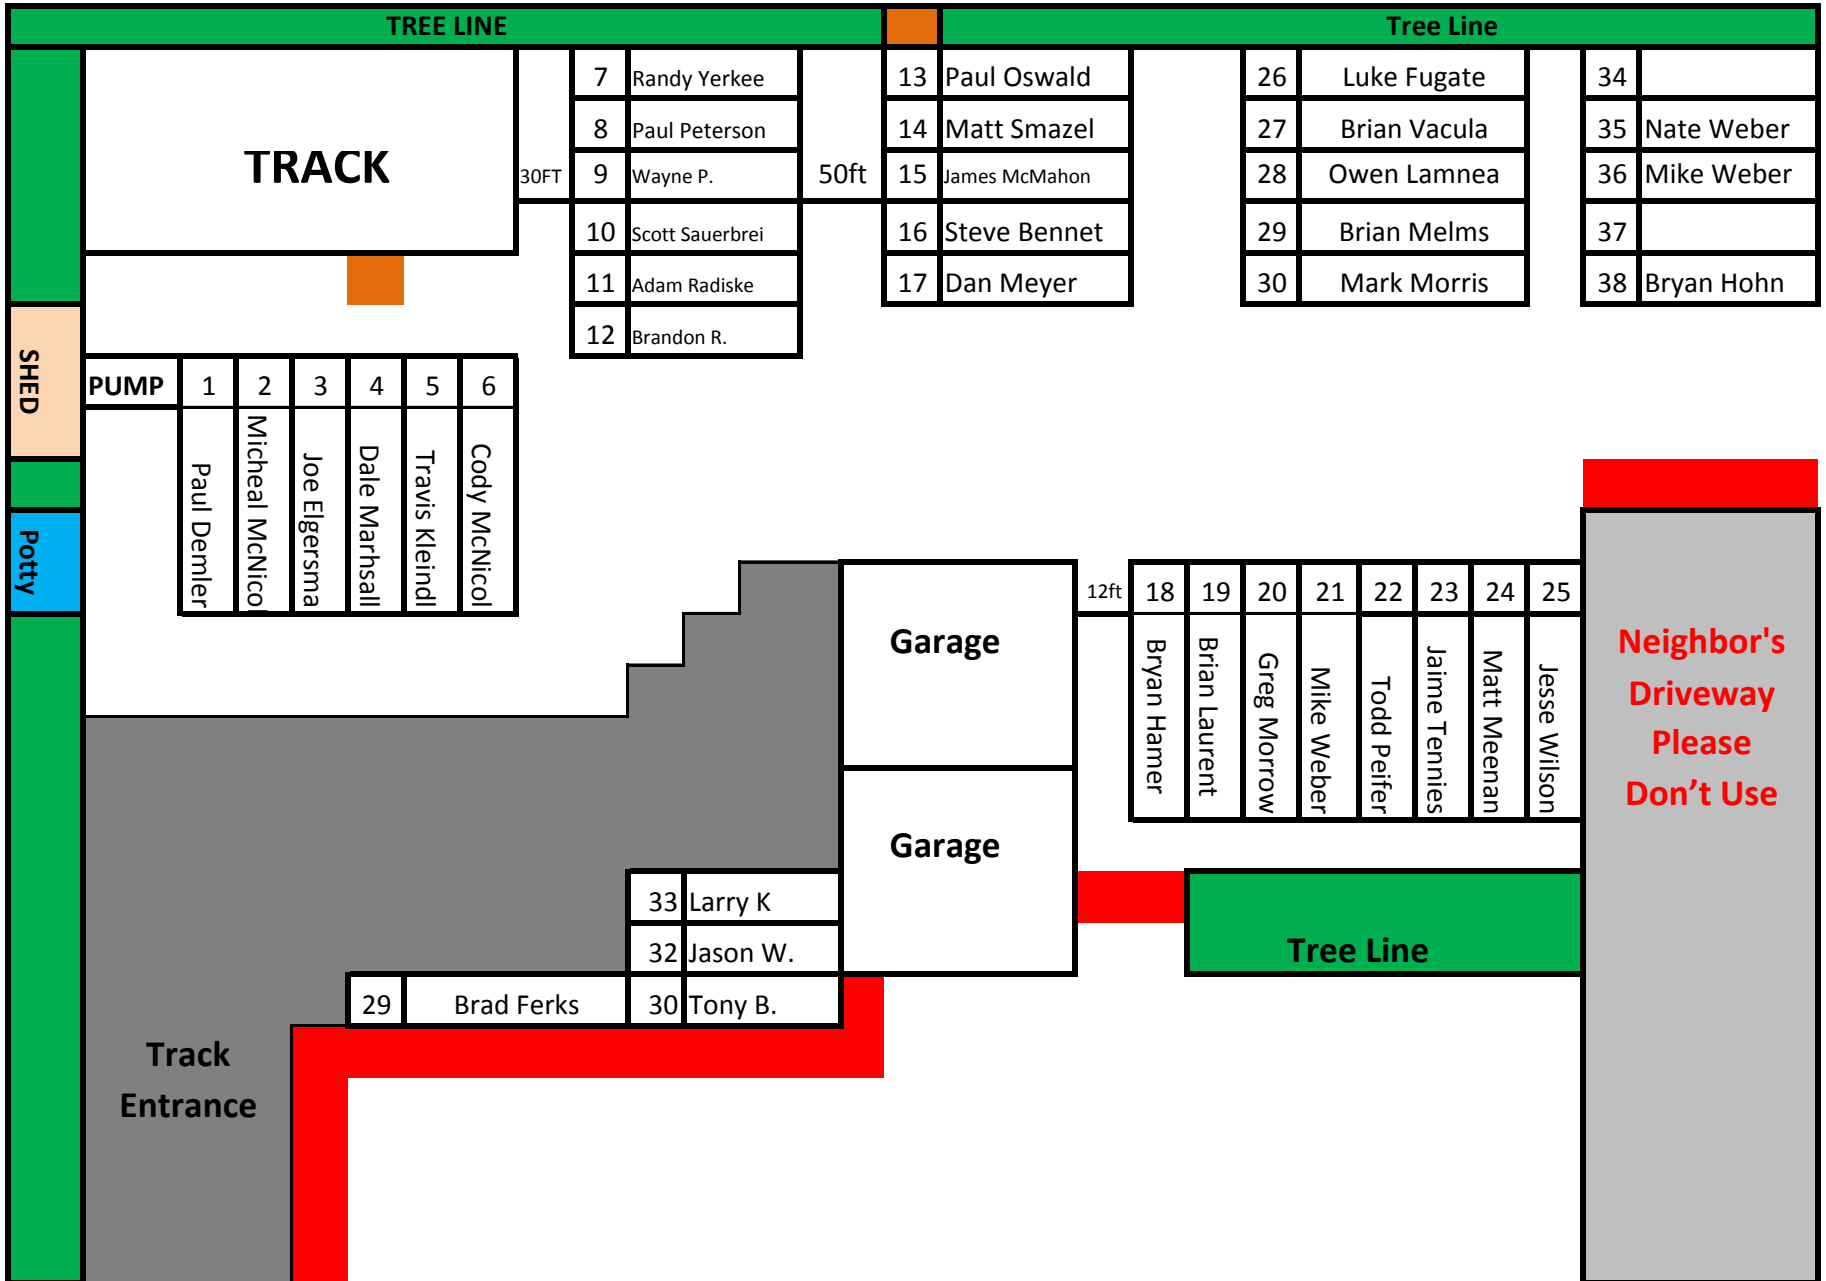 TREE LINE
Tree Line
TRACK
30FT
7 Randy Yerkee
8 Paul Peterson
9 Wayne P.
10 Scott Sauerbrei
11 Adam Radiske
12 Brandon R.
50ft
13 Paul Oswald
14 Matt Smazel
15 James McMahon
16 Steve Bennet
17 Dan Meyer
26 Luke Fugate
27 Brian Vacula
28 Owen Lamnea
29 Brian Melms
30 Mark Morris
34
35 Nate Weber
36 Mike Weber
37
38 Bryan Hohn
SHED
Potty
PUMP
1 Paul Demler
2 Micheal McNicol
3 Joe Elgersma
4 Dale Marhsall
5 Travis Kleindl
6 Cody McNicol
Garage
Garage
12ft
18 Bryan Hamer
19 Brian Laurent
20 Greg Morrow
21 Mike Weber
22 Todd Peifer
23 Jaime Tennies
24 Matt Meenan
25 Jesse Wilson
Neighbor's
Driveway
Please
Don’t Use
33 Larry K
32 Jason W.
29 Brad Ferks
30 Tony B.
Tree Line
Track
Entrance